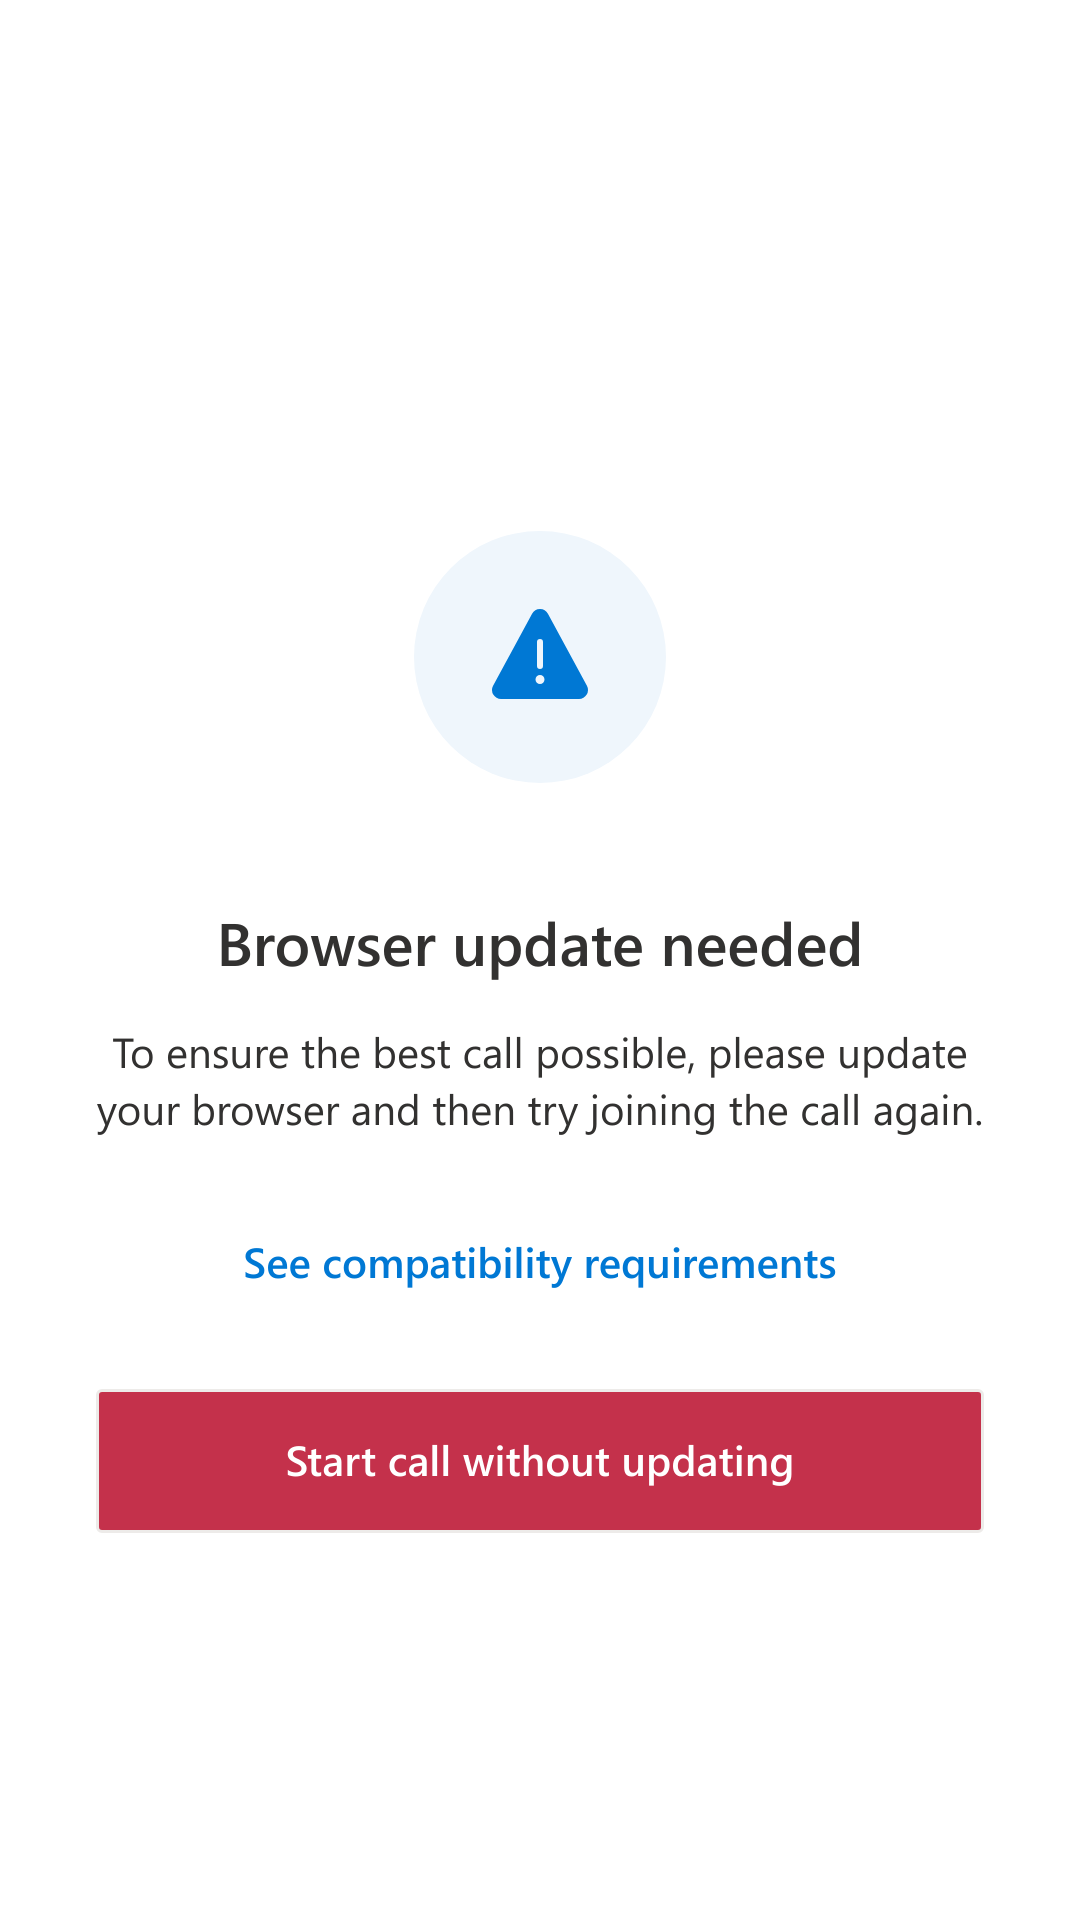 Browser update needed
To ensure the best call possible, please update
your browser and then try joining the call again.
See compatibility requirements
Start call without updating